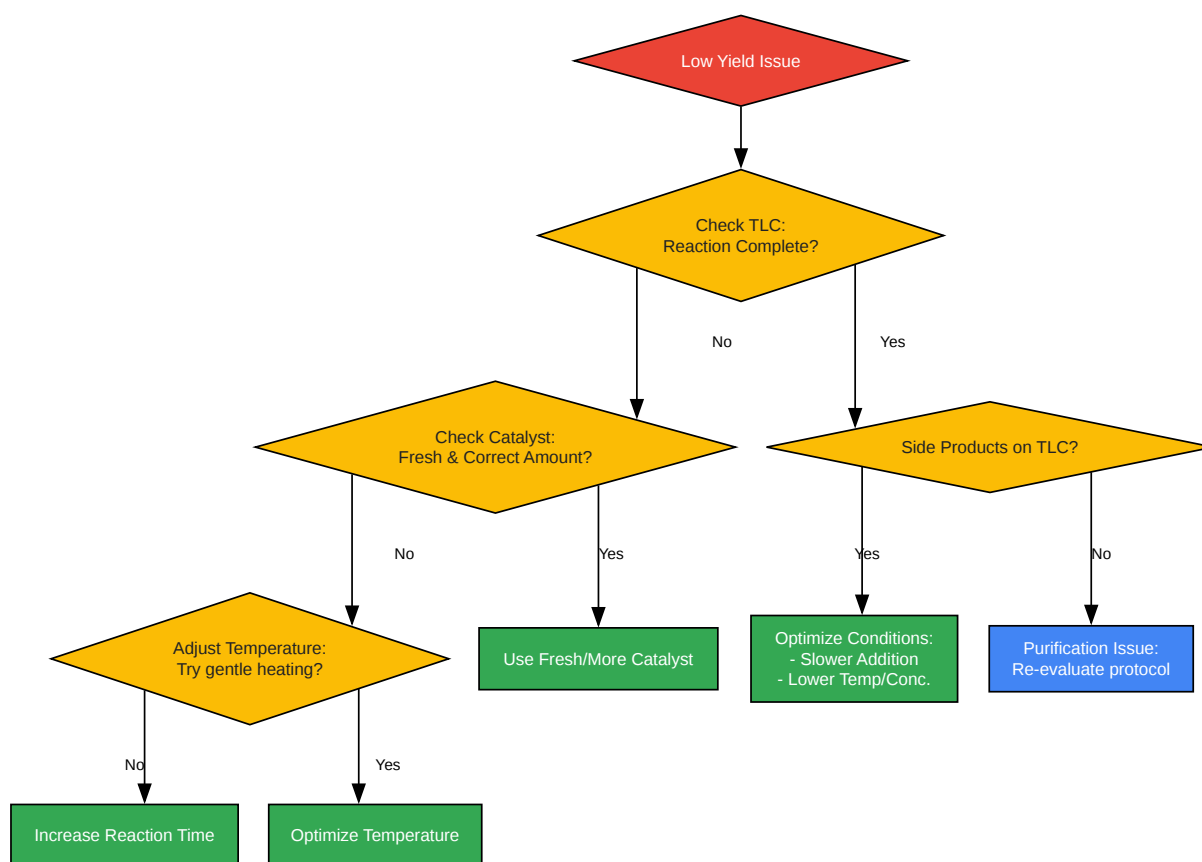 Low Yield Issue
Check TLC:
Reaction Complete?
No
Yes
Check Catalyst:
Fresh & Correct Amount?
Side Products on TLC?
No
Yes
Yes
No
Adjust Temperature:
Try gentle heating?
Use Fresh/More Catalyst
Optimize Conditions:
- Slower Addition
- Lower Temp/Conc.
Purification Issue:
Re-evaluate protocol
No
Yes
Increase Reaction Time
Optimize Temperature